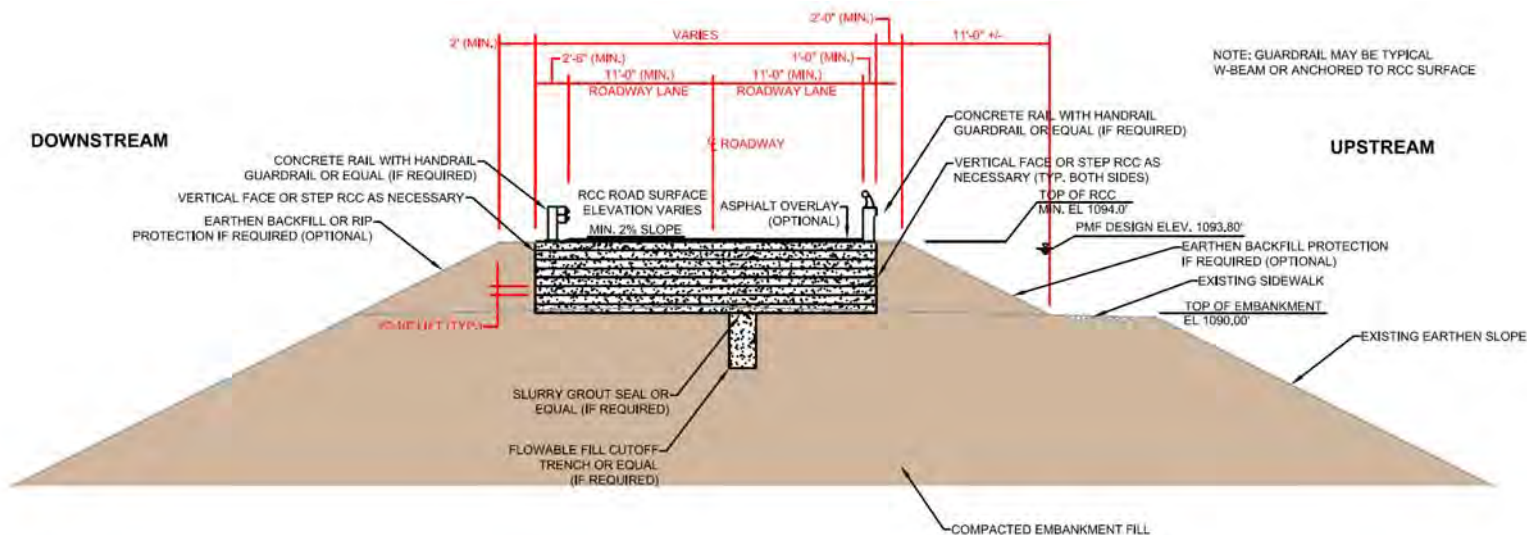 2'-0" (MIN.)
2' (MIN.)
VARIES
11'-0" +/-
2'-6" (MIN.)
1'-0" (MIN.)
11'-0" (MIN.)
11'-0" (MIN.)
ROADWAY LANE
ROADWAY LANE
NOTE: GUARDRAIL MAY BE TYPICAL
W-BEAM OR ANCHORED TO RCC SURFACE
DOWNSTREAM
UPSTREAM
℄ ROADWAY
CONCRETE RAIL WITH HANDRAIL
GUARDRAIL OR EQUAL (IF REQUIRED)
CONCRETE RAIL WITH HANDRAIL
GUARDRAIL OR EQUAL (IF REQUIRED)
VERTICAL FACE OR STEP RCC AS NECESSARY
EARTHEN BACKFILL OR RIP
PROTECTION IF REQUIRED (OPTIONAL)
RCC ROAD SURFACE
ELEVATION VARIES
MIN. 2% SLOPE
ASPHALT OVERLAY
(OPTIONAL)
VERTICAL FACE OR STEP RCC AS
NECESSARY (TYP. BOTH SIDES)
TOP OF RCC
MIN. EL 1094.0'
PMF DESIGN ELEV. 1093.80'
EARTHEN BACKFILL PROTECTION
IF REQUIRED (OPTIONAL)
EXISTING SIDEWALK
TOP OF EMBANKMENT
EL 1090.00'
EXISTING EARTHEN SLOPE
LIFT (TYP.)
SLURRY GROUT SEAL OR
EQUAL (IF REQUIRED)
FLOWABLE FILL CUTOFF
TRENCH OR EQUAL
(IF REQUIRED)
COMPACTED EMBANKMENT FILL